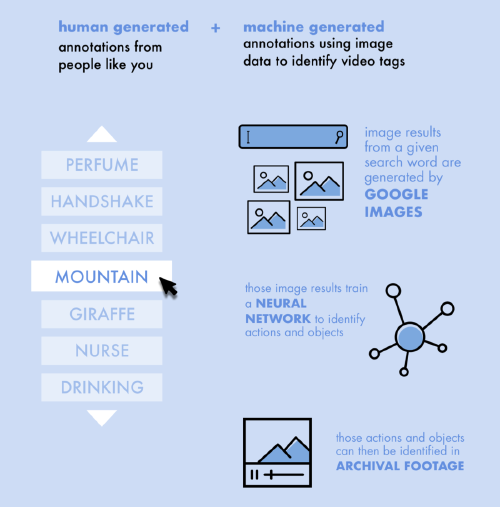 human generated + machine generated
annotations from
people like you
annotations using image
data to identify video tags
PERFUME
HANDSHAKE
WHEELCHAIR
MOUNTAIN
GIRAFFE
NURSE
DRINKING
image results
from a given
search word are
generated by
GOOGLE
IMAGES
those image results train
a NEURAL
NETWORK to identify
actions and objects
those actions and objects
can then be identified in
ARCHIVAL FOOTAGE